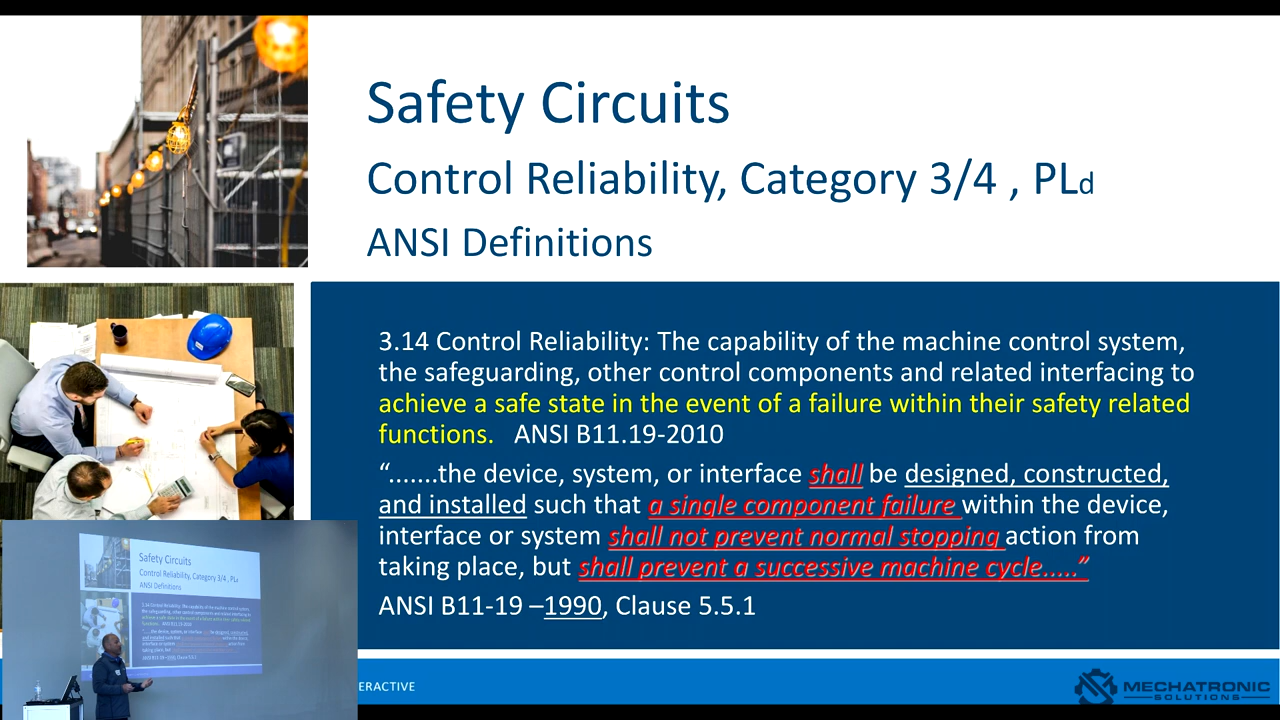 Safety Circuits
Control Reliability, Category 3/4 , PLd
ANSI Definitions
3.14 Control Reliability: The capability of the machine control system,
the safeguarding, other control components and related interfacing to
achieve a safe state in the event of a failure within their safety related
functions. ANSI B11.19-2010
“.......the device, system, or interface shall be designed, constructed,
and installed such that a single component failure within the device,
interface or system shall not prevent normal stopping action from
taking place, but shall prevent a successive machine cycle.....”
ANSI B11-19 –1990, Clause 5.5.1
Safety Circuits
Control Reliability, Category 3/4 , PLd
ANSI Definitions
ERACTIVE
MECHATRONIC
SOLUTIONS